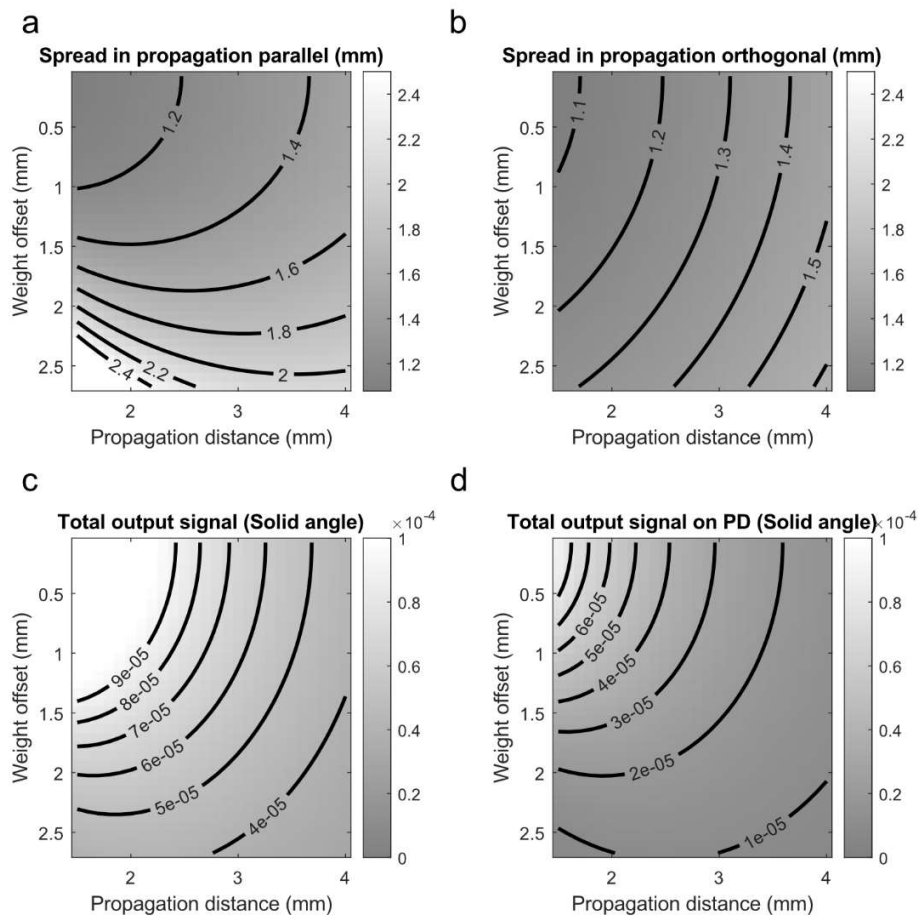 a
Spread in propagation parallel (mm)
0.5
1
1.5
2
2.5
Weight offset (mm)
1.2
1.4
1.6
1.8
2
2.2
2.4
2 3 4
Propagation distance (mm)
2.4
2.2
2
1.8
1.6
1.4
1.2
b
Spread in propagation orthogonal (mm)
0.5
1
1.5
2
2.5
Weight offset (mm)
1.1
1.2
1.3
1.4
1.5
2 3 4
Propagation distance (mm)
2.4
2.2
2
1.8
1.6
1.4
1.2
c
Total output signal (Solid angle)
×10⁻⁴
0.5
1
1.5
2
2.5
Weight offset (mm)
9e-05
8e-05
7e-05
6e-05
5e-05
4e-05
2 3 4
Propagation distance (mm)
1
0.8
0.6
0.4
0.2
0
d
Total output signal on PD (Solid angle)
×10⁻⁴
0.5
1
1.5
2
2.5
Weight offset (mm)
6e-05
5e-05
4e-05
3e-05
2e-05
1e-05
2 3 4
Propagation distance (mm)
1
0.8
0.6
0.4
0.2
0